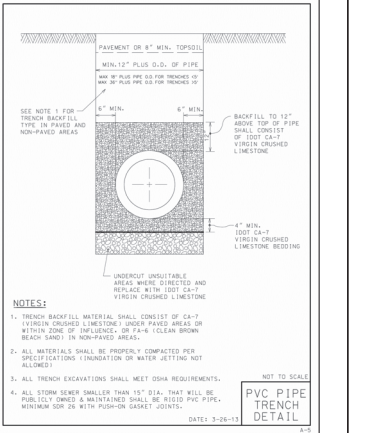 PAVEMENT OR 8" MIN. TOPSOIL
MIN. 12" PLUS O.D. OF PIPE
MAX 18" PLUS PIPE O.D. FOR TRENCHES
MAX 36" PLUS PIPE O.D. FOR TRENCHES
6" MIN.
6" MIN.
SEE NOTE 1 FOR
TRENCH BACKFILL
TYPE IN PAVED AND
NON-PAVED AREAS
BACKFILL TO 12"
ABOVE TOP OF PIPE
SHALL CONSIST
OF IDOT CA-7
VIRGIN CRUSHED
LIMESTONE
4" MIN.
IDOT CA-7
VIRGIN CRUSHED
LIMESTONE BEDDING
UNDERCUT UNSUITABLE
AREAS WHERE DIRECTED AND
REPLACE WITH IDOT CA-7
VIRGIN CRUSHED LIMESTONE
NOTES:
1. TRENCH BACKFILL MATERIAL SHALL CONSIST OF CA-7
(VIRGIN CRUSHED LIMESTONE) UNDER PAVED AREAS OR
WITHIN ZONE OF INFLUENCE, OR FA-6 (CLEAN BROWN
BEACH SAND) IN NON-PAVED AREAS.
2. ALL MATERIALS SHALL BE PROPERLY COMPACTED PER
SPECIFICATIONS (INUNDATION OR WATER JETTING NOT
ALLOWED)
3. ALL TRENCH EXCAVATIONS SHALL MEET OSHA REQUIREMENTS.
4. ALL STORM SEWER SMALLER THAN 15" DIA. THAT WILL BE
PUBLICLY OWNED & MAINTAINED SHALL BE RIGID PVC PIPE,
MINIMUM SDR 26 WITH PUSH-ON GASKET JOINTS.
DATE: 3-26-13
NOT TO SCALE
PVC PIPE
TRENCH
DETAIL
A-5